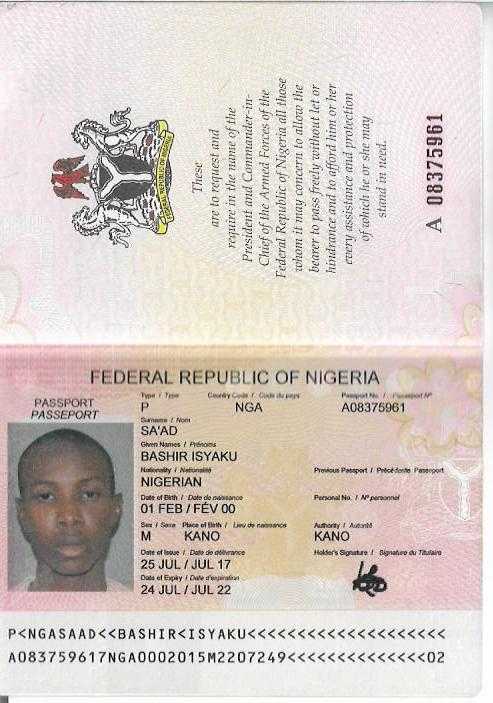 These
are to request and
require in the name of the
President and Commander-in-
Chief of the Armed Forces of the
Federal Republic of Nigeria all those
whom it may concern to allow the
bearer to pass freely without let or
hindrance and to afford him or her
every assistance and protection
of which he or she may
stand in need.
A 08375961
FEDERAL REPUBLIC OF NIGERIA
PASSPORT
PASSEPORT
Type / Type
Country Code / Code du pays
Passport No. / Passeport Nº
P
NGA
A08375961
Surname / Nom
SA'AD
Given Names / Prénoms
BASHIR ISYAKU
Nationality / Nationalité
Previous Passport / Précédente Passeport
NIGERIAN
Date of Birth / Date de naissance
Personal No. / Nº personnel
01 FEB / FÉV 00
Sex / Sexe Place of Birth / Lieu de naissance
Authority / Autorité
M KANO
KANO
Date of Issue / Date de délivrance
Holder's Signature / Signature du Titulaire
25 JUL / JUL 17
Date of Expiry / Date d'expiration
24 JUL / JUL 22
P<NGASAAD<<BASHIR<ISYAKU<<<<<<<<<<<<<<<<<<<<
A083759617NGA0002015M2207249<<<<<<<<<<<<<<02